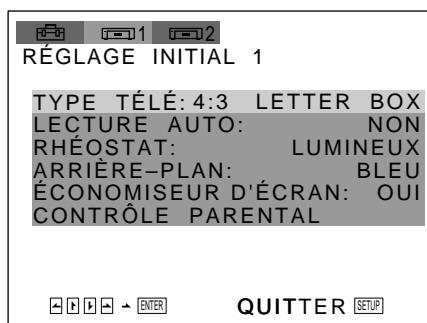 1 2
RÉGLAGE INITIAL 1
TYPE TÉLÉ: 4:3 LETTER BOX
LECTURE AUTO: NON
RHÉOSTAT: LUMINEUX
ARRIÈRE–PLAN: BLEU
ÉCONOMISEUR D'ÉCRAN: OUI
CONTRÔLE PARENTAL
ENTER QUITTER SETUP